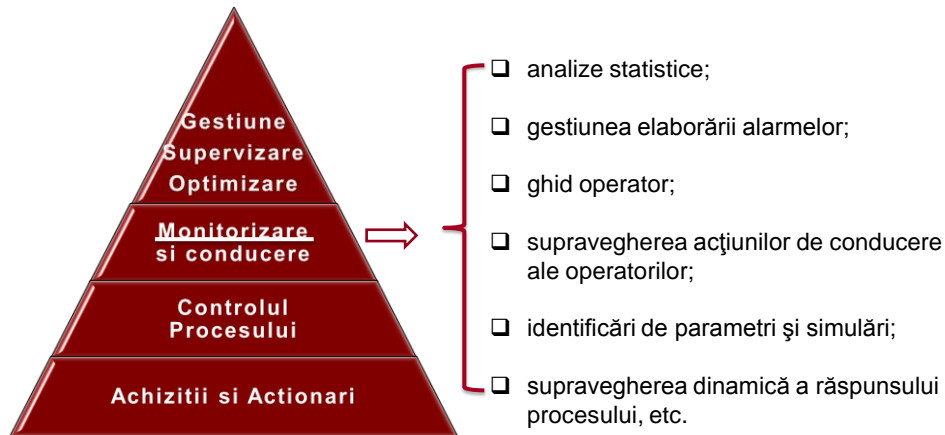 Gestiune
Supervizare
Optimizare
Monitorizare
si conducere
Controlul
Procesului
Achizitii si Actionari
analize statistice;
gestiunea elaborării alarmelor;
ghid operator;
supravegherea acţiunilor de conducere
ale operatorilor;
identificări de parametri şi simulări;
supravegherea dinamică a răspunsului
procesului, etc.